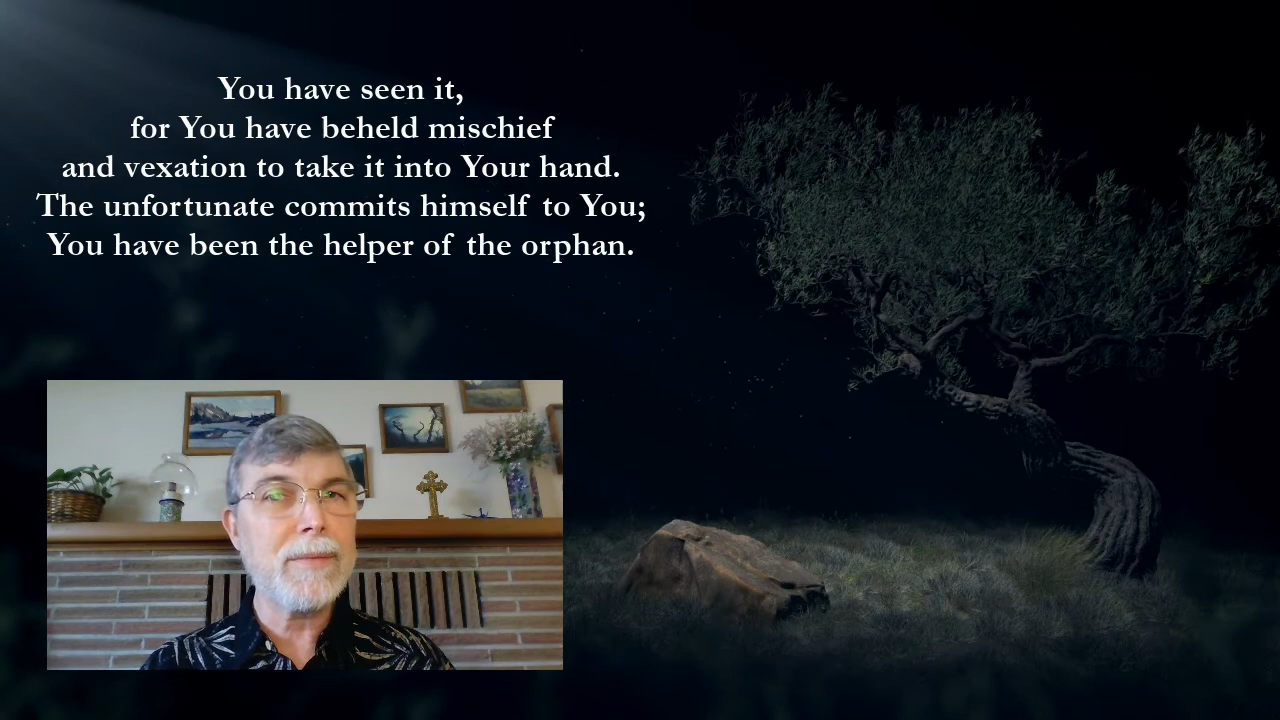 You have seen it,
for You have beheld mischief
and vexation to take it into Your hand.
The unfortunate commits himself to You;
You have been the helper of the orphan.